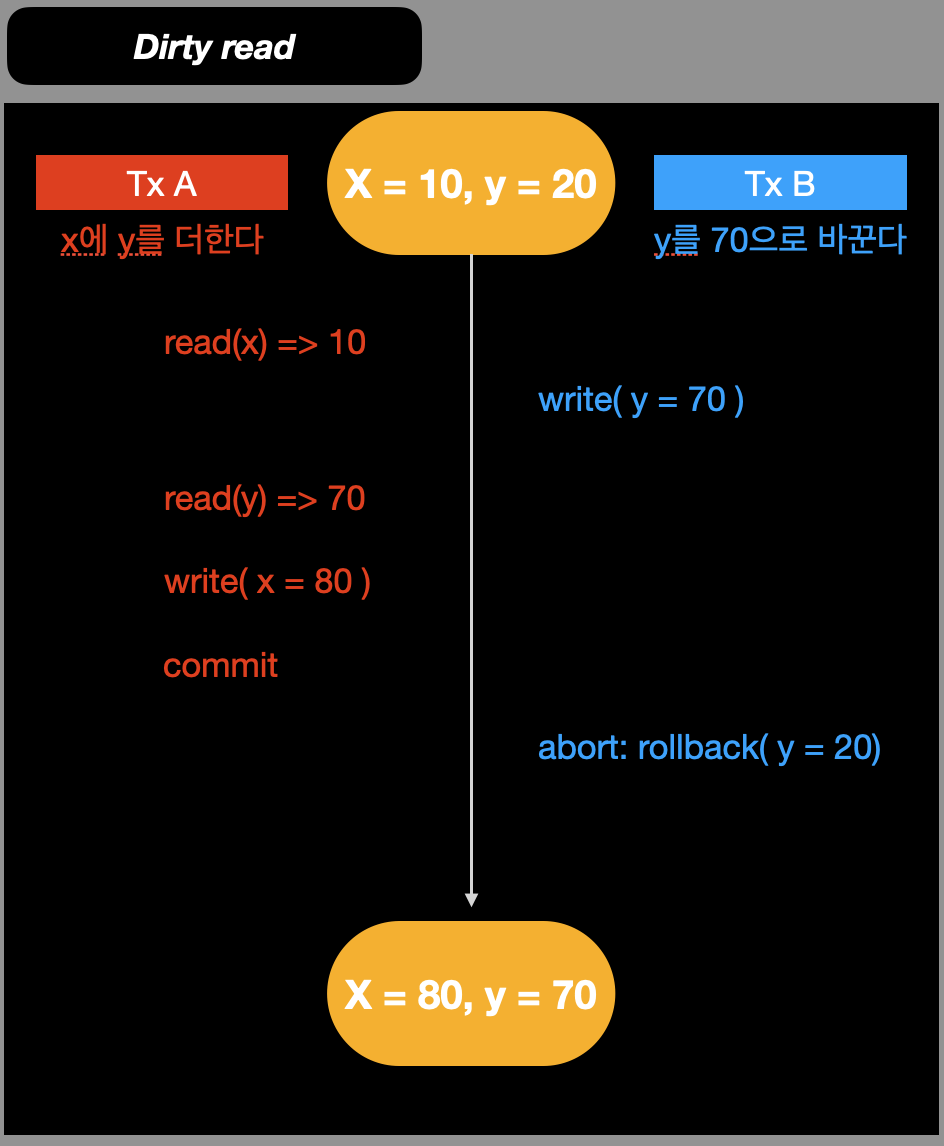 Dirty read
X = 10, y = 20
Tx A
Tx B
x에 y를 더한다
y를 70으로 바꾼다
read(x) => 10
write( y = 70 )
read(y) => 70
write( x = 80 )
commit
abort: rollback( y = 20)
X = 80, y = 70